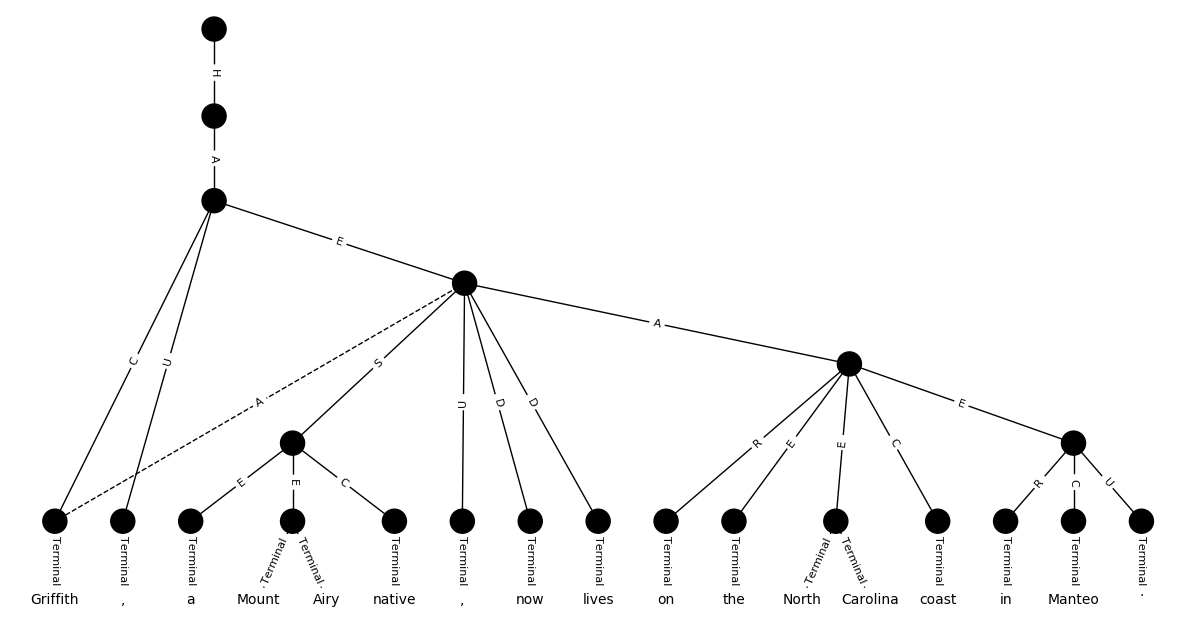 H
A
E
A
C
U
S
A
U
D
D
R
E
E
C
E
E
E
C
R
C
U
Terminal Terminal Terminal Terminal Terminal Terminal Terminal Terminal Terminal Terminal Terminal Terminal Terminal Terminal Terminal Terminal Terminal
Griffith , a Mount Airy native , now lives on the North Carolina coast in Manteo .